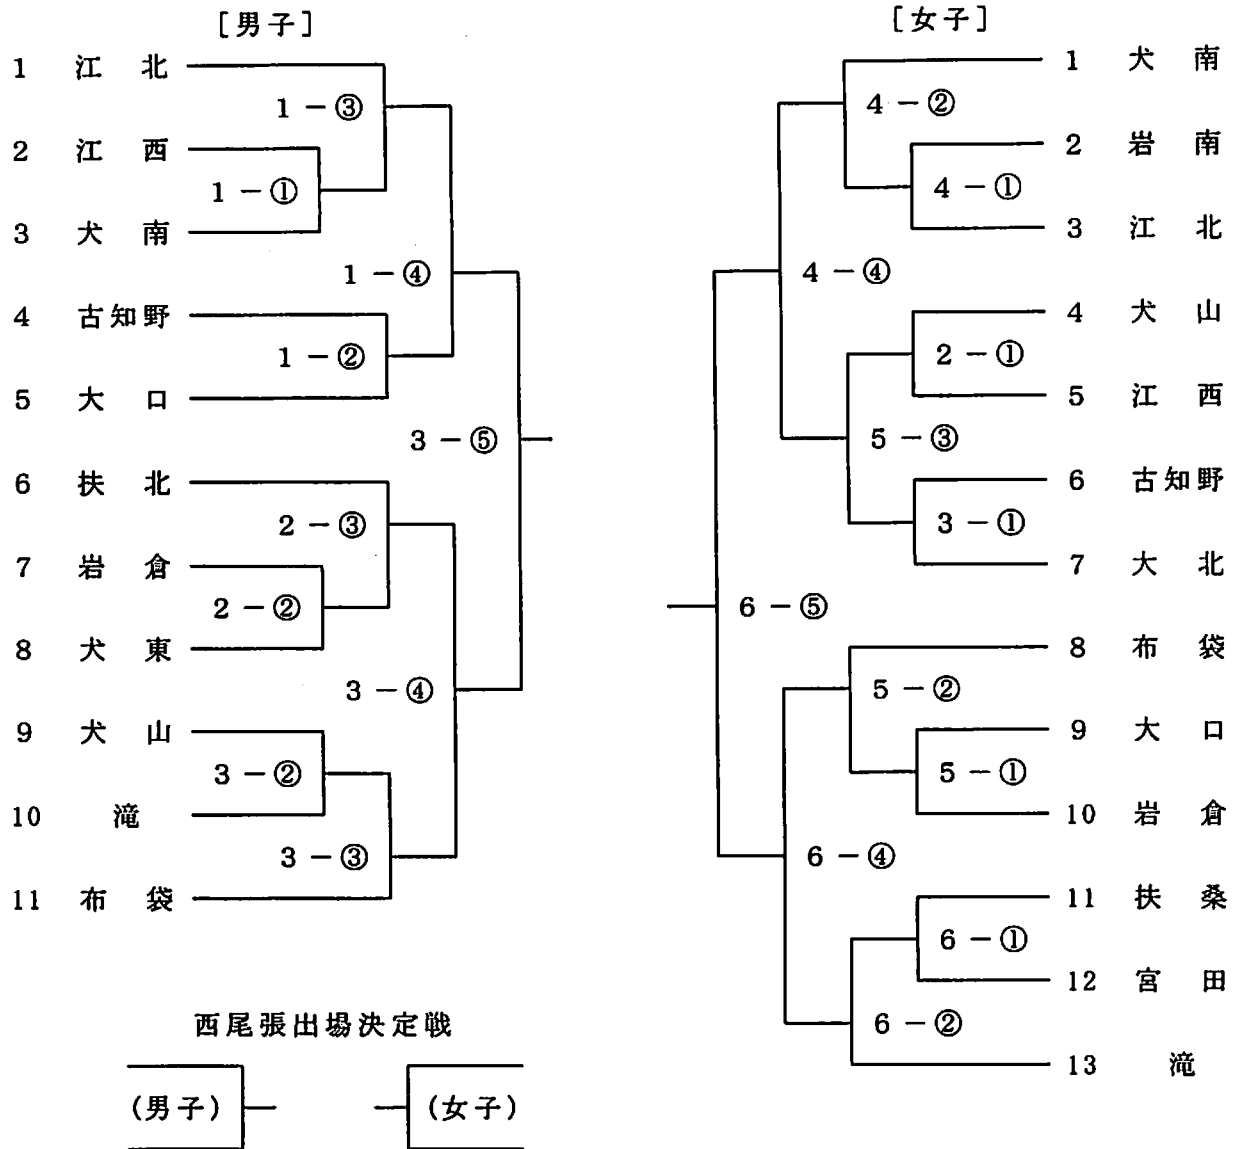 [男子]
1 江北
1－③
2 江西
1－①
3 犬南
1－④
4 古知野
1－②
5 大口
3－⑤
6 扶北
2－③
7 岩倉
2－②
8 犬東
3－④
9 犬山
3－②
10 滝
3－③
11 布袋
[女子]
1 犬南
4－②
2 岩南
4－①
3 江北
4－④
4 犬山
2－①
5 江西
5－③
6 古知野
3－①
7 大北
6－⑤
8 布袋
5－②
9 大口
5－①
10 岩倉
6－④
11 扶桑
6－①
12 宮田
6－②
13 滝
西尾張出場決定戦
(男子)
(女子)